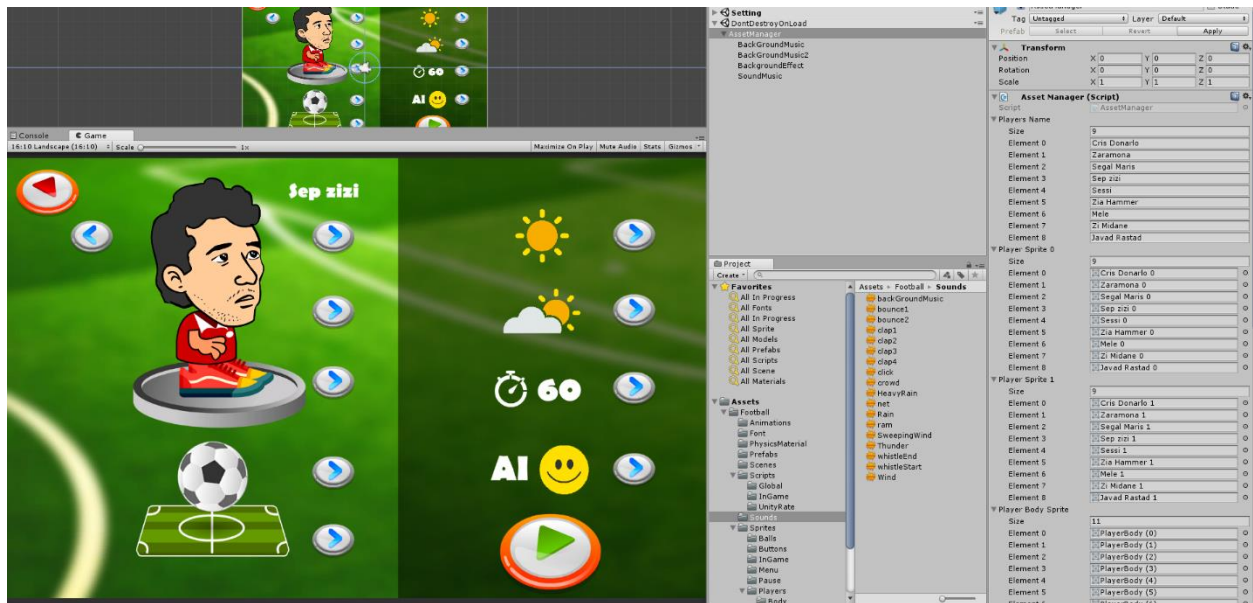 60
AI
Console
Game
16:10 Landscape (16:10)
Scale
1x
Maximize On Play
Mute Audio
Stats
Gizmos
Sep zizi
60
AI
Setting
DontDestroyOnLoad
AssetManager
BackGroundMusic
BackGroundMusic2
BackgroundEffect
SoundMusic
Project
Create
Favorites
All In Progress
All Fonts
All In Progress
All Sprite
All Models
All Prefabs
All Scripts
All Scene
All Materials
Assets
Football
Animations
Font
PhysicsMaterial
Prefabs
Scenes
Scripts
Global
InGame
UnityRate
Sounds
Sprites
Balls
Buttons
InGame
Menu
Pause
Players
Body
Assets Football Sounds
backGroundMusic
bounce1
bounce2
clap1
clap2
clap3
clap4
click
crowd
HeavyRain
net
Rain
ram
SweepingWind
Thunder
whistleEnd
whistleStart
Wind
Tag Untagged Layer Default
Prefab Select Revert Apply
Transform
Position X 0 Y 0 Z 0
Rotation X 0 Y 0 Z 0
Scale X 1 Y 1 Z 1
Asset Manager (Script)
Script AssetManager
Players Name
Size 9
Element 0 Cris Donarlo
Element 1 Zaramona
Element 2 Segal Maris
Element 3 Sep zizi
Element 4 Sessi
Element 5 Zia Hammer
Element 6 Mele
Element 7 Zi Midane
Element 8 Javad Rastad
Player Sprite 0
Size 9
Element 0 Cris Donarlo 0
Element 1 Zaramona 0
Element 2 Segal Maris 0
Element 3 Sep zizi 0
Element 4 Sessi 0
Element 5 Zia Hammer 0
Element 6 Mele 0
Element 7 Zi Midane 0
Element 8 Javad Rastad 0
Player Sprite 1
Size 9
Element 0 Cris Donarlo 1
Element 1 Zaramona 1
Element 2 Segal Maris 1
Element 3 Sep zizi 1
Element 4 Sessi 1
Element 5 Zia Hammer 1
Element 6 Mele 1
Element 7 Zi Midane 1
Element 8 Javad Rastad 1
Player Body Sprite
Size 11
Element 0 PlayerBody (0)
Element 1 PlayerBody (1)
Element 2 PlayerBody (2)
Element 3 PlayerBody (3)
Element 4 PlayerBody (4)
Element 5 PlayerBody (5)